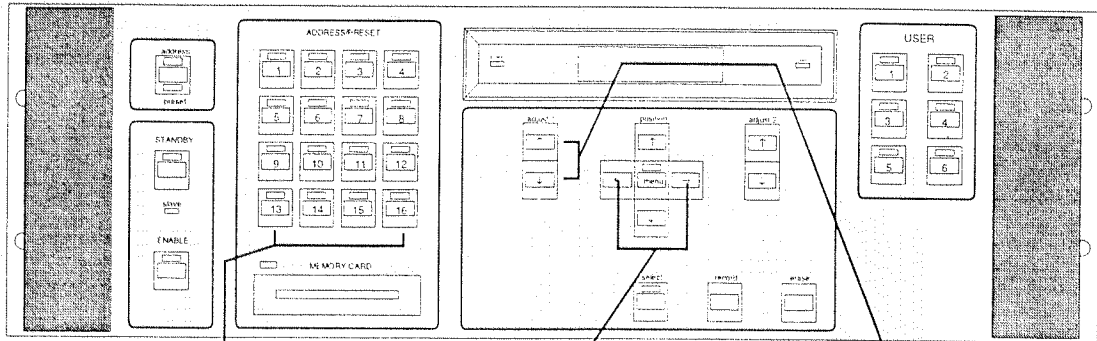 address
preset
STANDBY
slave
ENABLE
ADDRESS/PRESET
1 2 3 4
5 6 7 8
9 10 11 12
13 14 15 16
MEMORY CARD
adjust 1 position adjust 2
↑ ↑ ↑
↓ ← menu → ↓
↓
select record erase
USER
1 2
3 4
5 6